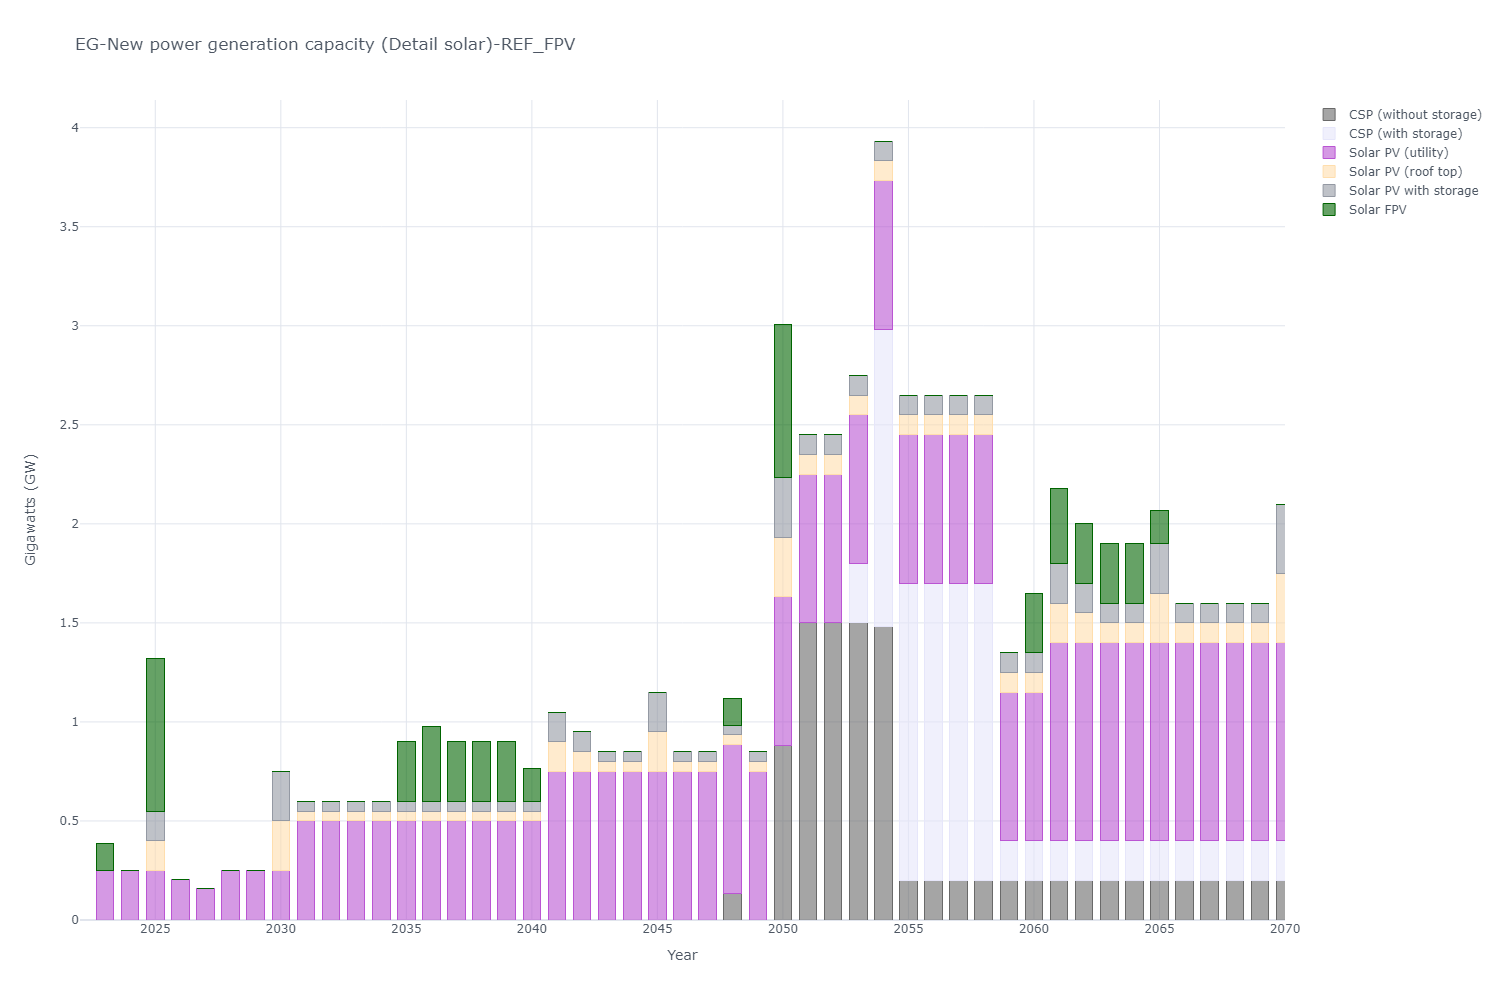 EG-New power generation capacity (Detail solar)-REF_FPV
CSP (without storage)
CSP (with storage)
Solar PV (utility)
Solar PV (roof top)
Solar PV with storage
Solar FPV
4
3.5
3
2.5
2
1.5
1
0.5
0
Gigawatts (GW)
2025
2030
2035
2040
2045
2050
2055
2060
2065
2070
Year